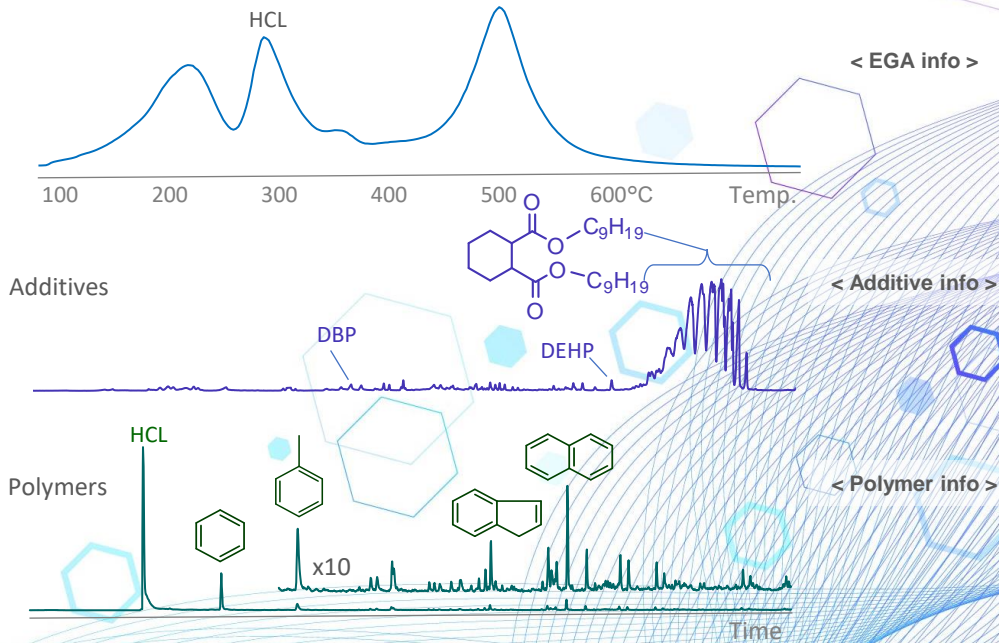 HCL
< EGA info >
100 200 300 400 500 600°C Temp.
O
O
C₉H₁₉
O
C₉H₁₉
O
Additives
< Additive info >
DBP
DEHP
HCL
Polymers
< Polymer info >
x10
Time